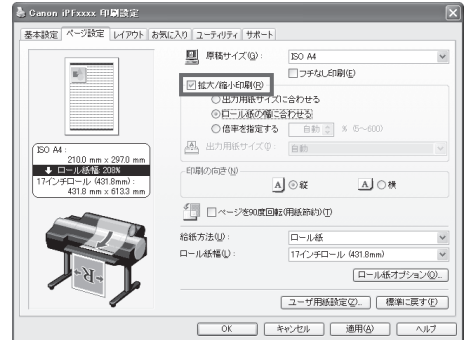 Canon iPFxxxx 印刷設定
基本設定 ページ設定 レイアウト お気に入り ユーティリティ サポート
原稿サイズ(G): ISO A4
フチなし印刷(E)
拡大/縮小印刷(R)
出力用紙サイズに合わせる
ロール紙の幅に合わせる
倍率を指定する 自動 % (5~600)
出力用紙サイズ 自動
ISO A4:
210.0 mm x 297.0 mm
ロール紙幅: 209%
17インチロール (431.8mm):
431.8 mm x 613.3 mm
印刷の向き(N)
A 縦 A 横
ページを90度回転(用紙節約)(T)
給紙方法(U): ロール紙
ロール紙幅(L): 17インチロール (431.8mm)
ロール紙オプション(O)...
ユーザ用紙設定(Z)... 標準に戻す(F)
OK キャンセル 適用(A) ヘルプ
R